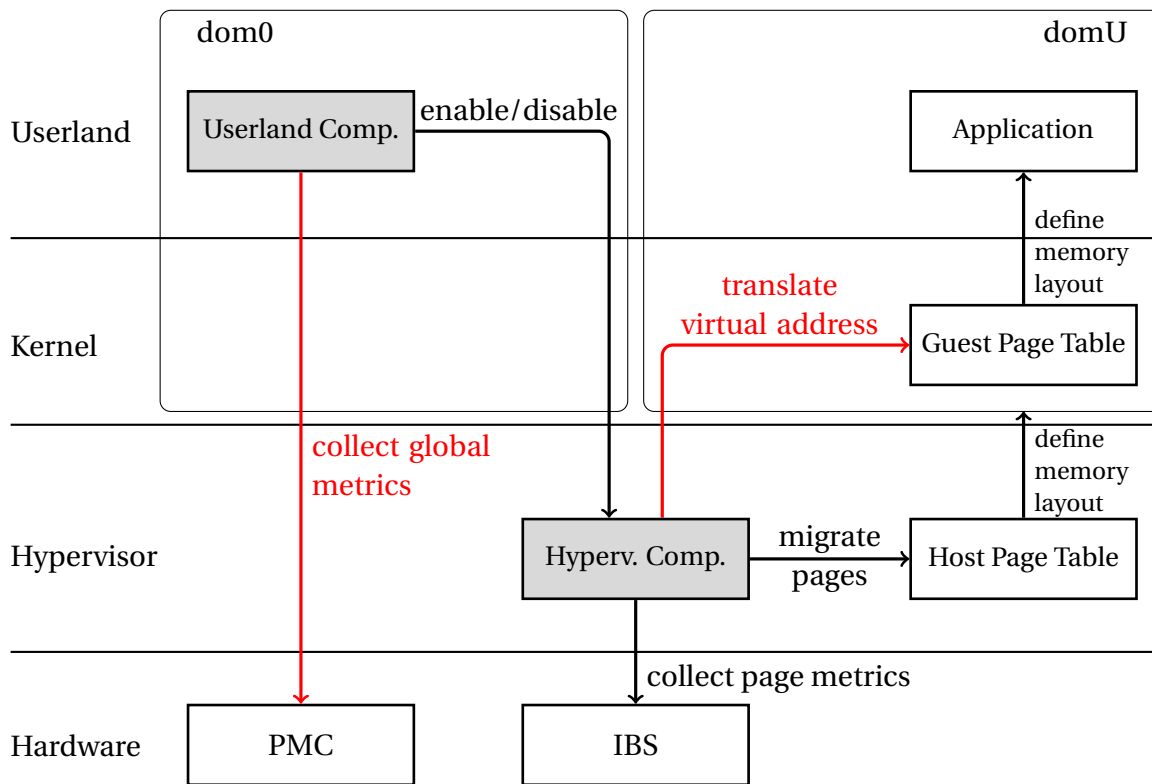 dom0
domU
enable/disable
Userland
Userland Comp.
Application
define
memory
layout
translate
virtual address
Kernel
Guest Page Table
collect global
metrics
define
memory
layout
Hypervisor
Hyperv. Comp.
migrate
pages
Host Page Table
collect page metrics
Hardware
PMC
IBS